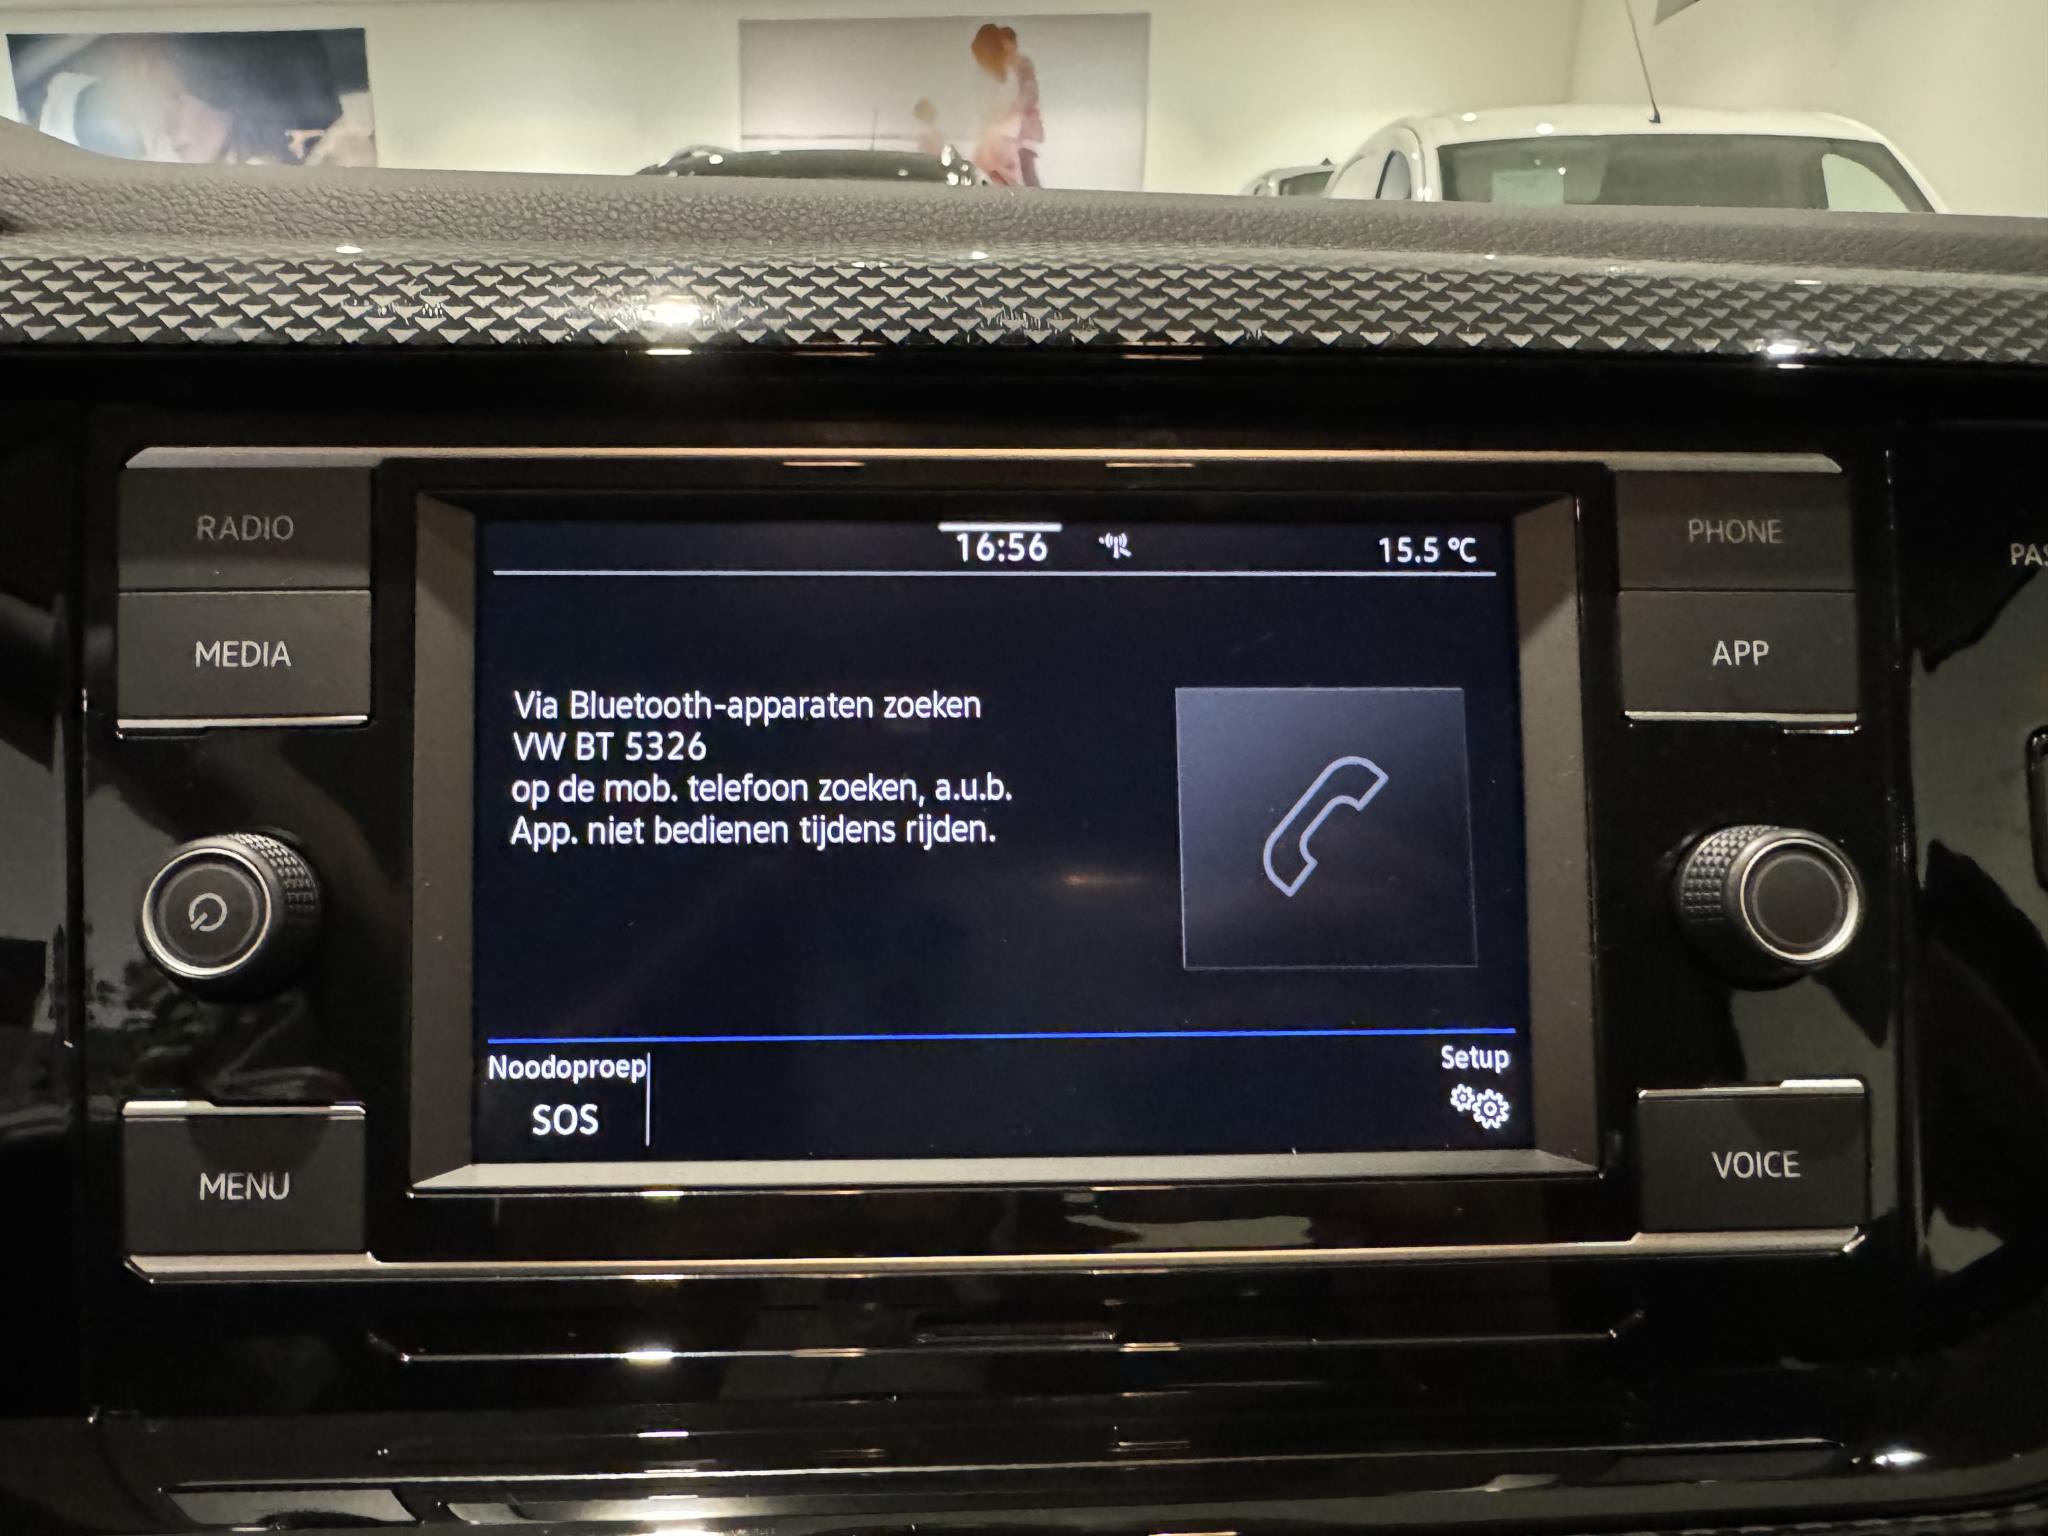 RADIO
MEDIA
MENU
16:56
15.5 °C
Via Bluetooth-apparaten zoeken
VW BT 5326
op de mob. telefoon zoeken, a.u.b.
App. niet bedienen tijdens rijden.
Noodoproep
SOS
Setup
PHONE
APP
VOICE